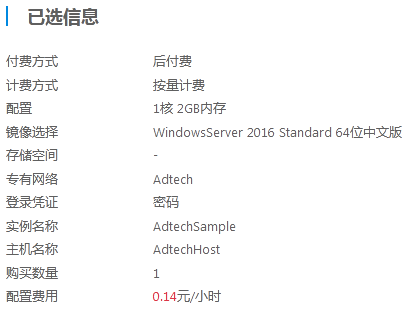 已选信息
付费方式 后付费
计费方式 按量计费
配置 1核 2GB内存
镜像选择 WindowsServer 2016 Standard 64位中文版
存储空间 -
专有网络 Adtech
登录凭证 密码
实例名称 AdtechSample
主机名称 AdtechHost
购买数量 1
配置费用 0.14元/小时